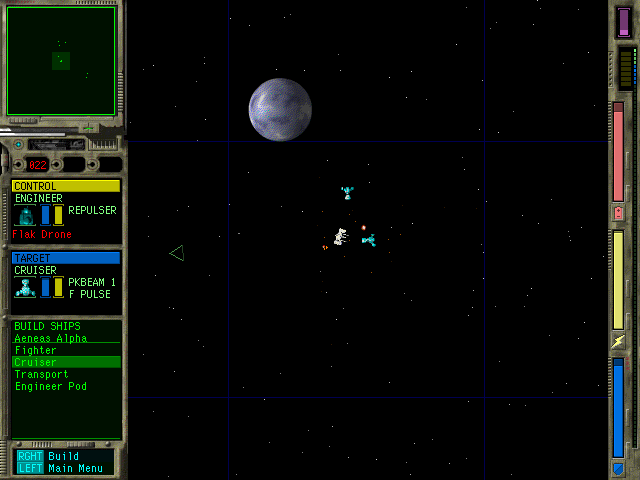 022
CONTROL
ENGINEER
REPULSER
Flak Drone
TARGET
CRUISER
PKBEAM 1
F PULSE
BUILD SHIPS
Aeneas Alpha
Fighter
Cruiser
Transport
Engineer Pod
RGHT Build
LEFT Main Menu